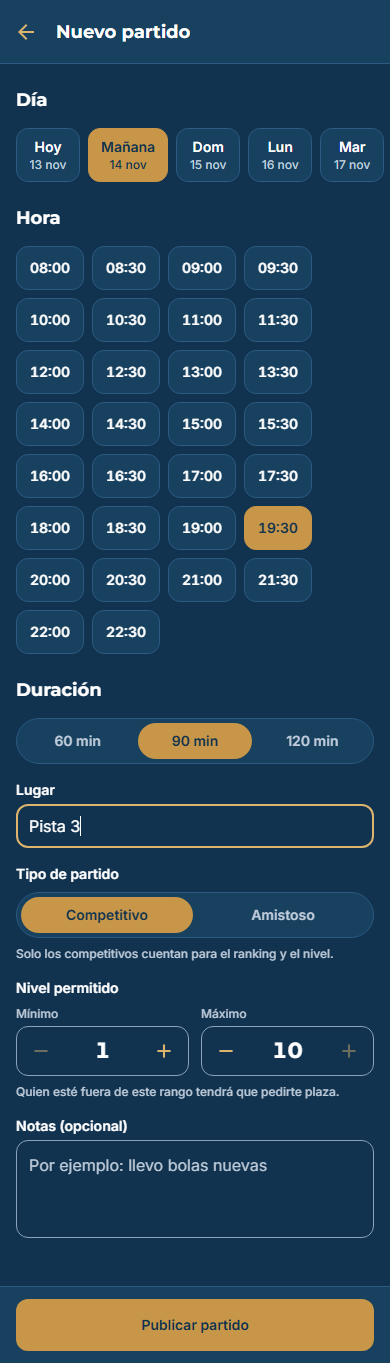 Nuevo partido
Día
Hoy Mañana Dom Lun Mar
13 nov 14 nov 15 nov 16 nov 17 nov
Hora
08:00 08:30 09:00 09:30
10:00 10:30 11:00 11:30
12:00 12:30 13:00 13:30
14:00 14:30 15:00 15:30
16:00 16:30 17:00 17:30
18:00 18:30 19:00 19:30
20:00 20:30 21:00 21:30
22:00 22:30
Duración
60 min 90 min 120 min
Lugar
Pista 3
Tipo de partido
Competitivo Amistoso
Solo los competitivos cuentan para el ranking y el nivel.
Nivel permitido
Mínimo Máximo
− 1 + − 10 +
Quien esté fuera de este rango tendrá que pedirte plaza.
Notas (opcional)
Por ejemplo: llevo bolas nuevas
Publicar partido